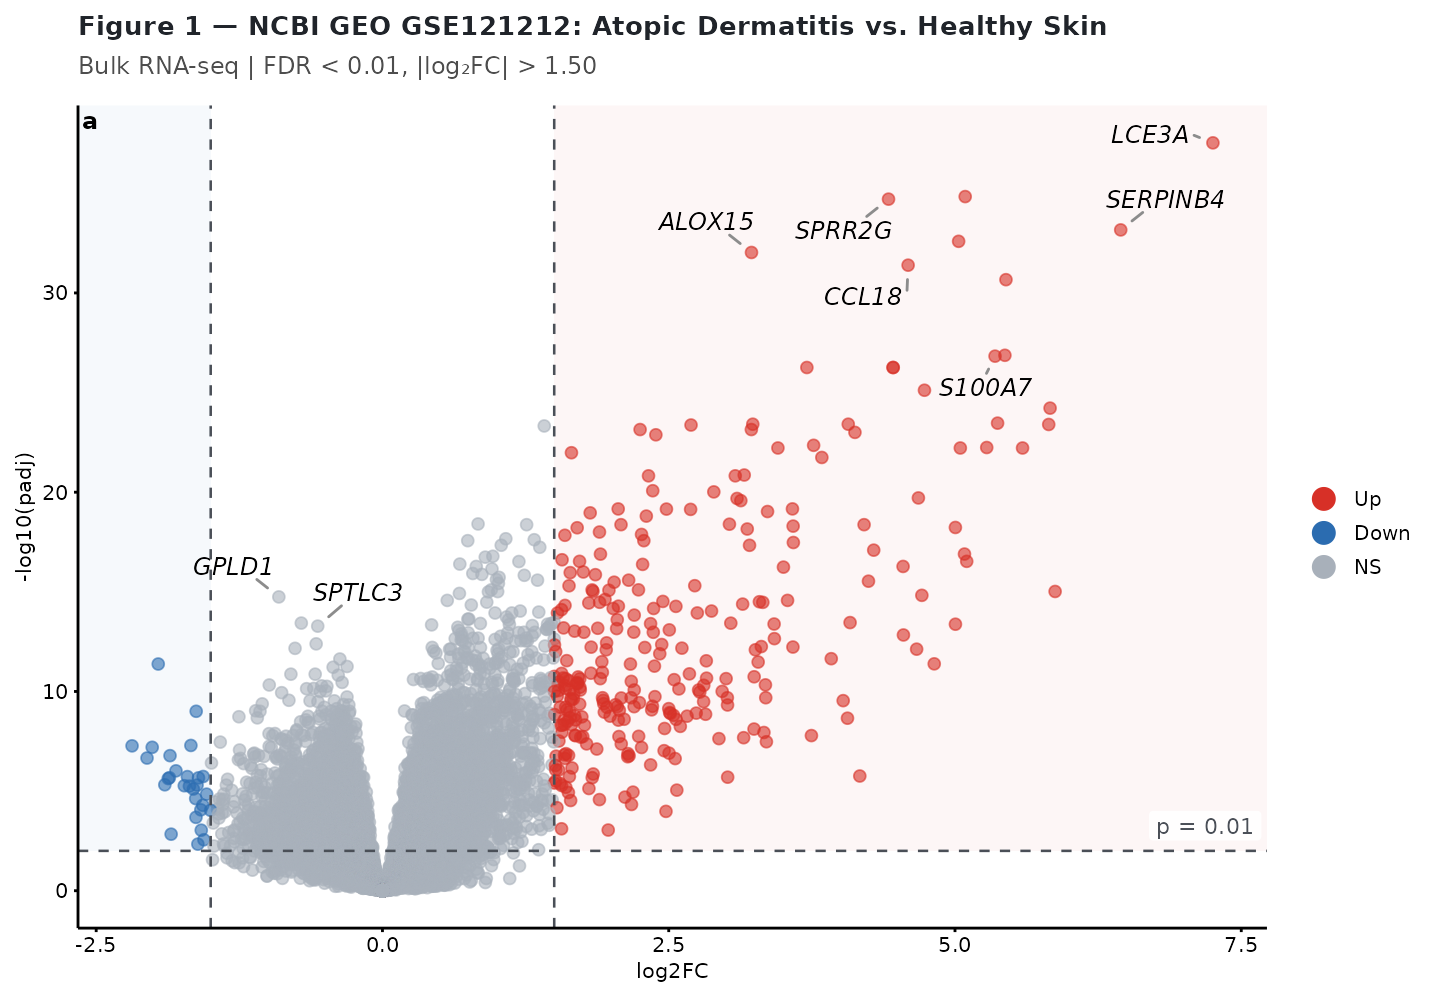 Figure 1 — NCBI GEO GSE121212: Atopic Dermatitis vs. Healthy Skin
Bulk RNA-seq | FDR < 0.01, |log₂FC| > 1.50
a
LCE3A
SERPINB4
ALOX15
SPRR2G
CCL18
S100A7
GPLD1
SPTLC3
p = 0.01
-log10(padj)
30
20
10
0
-2.5
0.0
2.5
5.0
7.5
log2FC
Up
Down
NS